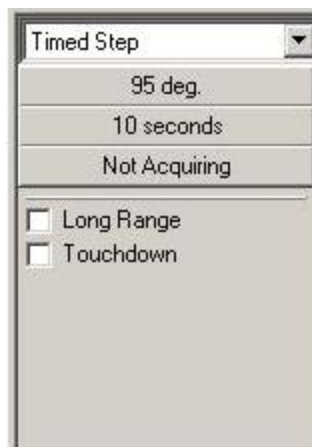 Timed Step
95 deg.
10 seconds
Not Acquiring
Long Range
Touchdown